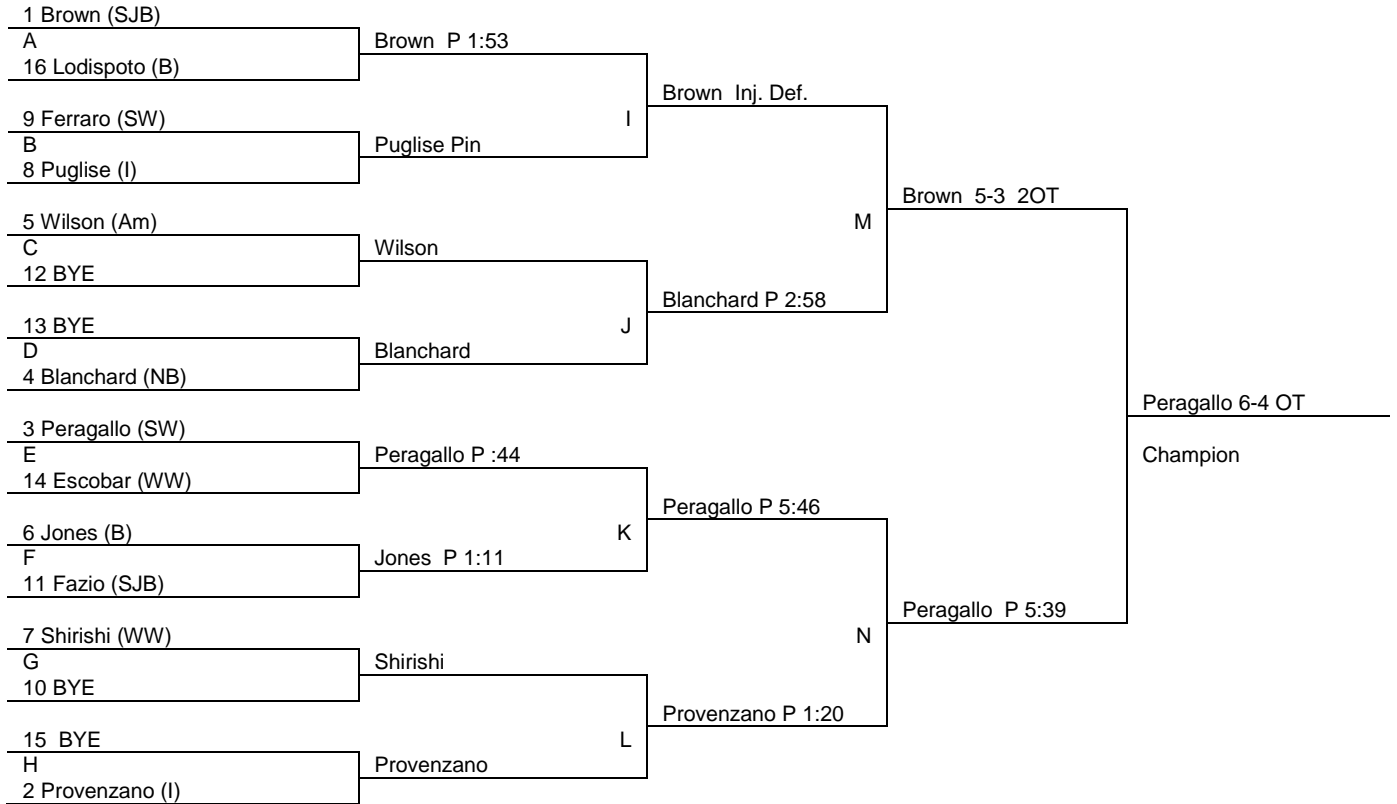 1 Brown (SJB)
A
16 Lodispoto (B)
Brown P 1:53
9 Ferraro (SW)
B
8 Puglise (I)
Puglise Pin
I
Brown Inj. Def.
5 Wilson (Am)
C
12 BYE
Wilson
13 BYE
D
4 Blanchard (NB)
Blanchard
J
Blanchard P 2:58
M
Brown 5-3 2OT
3 Peragallo (SW)
E
14 Escobar (WW)
Peragallo P :44
6 Jones (B)
F
11 Fazio (SJB)
Jones P 1:11
K
Peragallo P 5:46
7 Shirishi (WW)
G
10 BYE
Shirishi
15 BYE
H
2 Provenzano (I)
Provenzano
L
Provenzano P 1:20
N
Peragallo P 5:39
Peragallo 6-4 OT
Champion